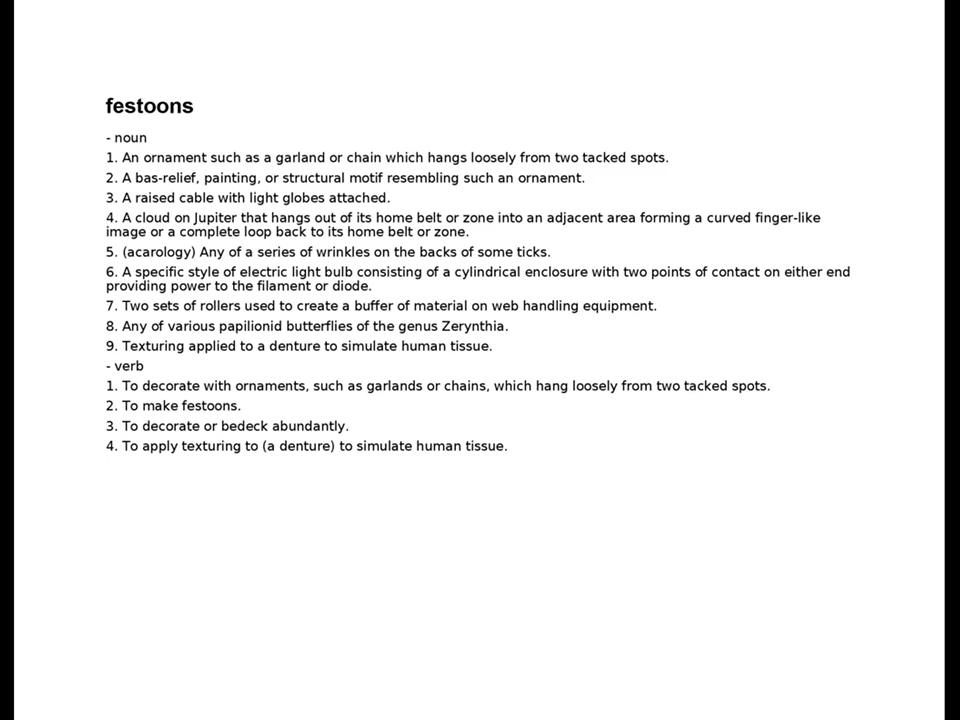 festoons
- noun
1. An ornament such as a garland or chain which hangs loosely from two tacked spots.
2. A bas-relief, painting, or structural motif resembling such an ornament.
3. A raised cable with light globes attached.
4. A cloud on Jupiter that hangs out of its home belt or zone into an adjacent area forming a curved finger-like
image or a complete loop back to its home belt or zone.
5. (acarology) Any of a series of wrinkles on the backs of some ticks.
6. A specific style of electric light bulb consisting of a cylindrical enclosure with two points of contact on either end
providing power to the filament or diode.
7. Two sets of rollers used to create a buffer of material on web handling equipment.
8. Any of various papilionid butterflies of the genus Zerynthia.
9. Texturing applied to a denture to simulate human tissue.
- verb
1. To decorate with ornaments, such as garlands or chains, which hang loosely from two tacked spots.
2. To make festoons.
3. To decorate or bedeck abundantly.
4. To apply texturing to (a denture) to simulate human tissue.